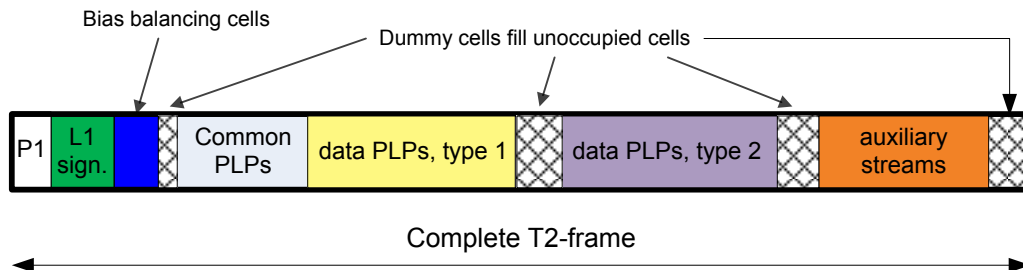 Bias balancing cells
Dummy cells fill unoccupied cells
P1
L1
sign.
Common
PLPs
data PLPs, type 1
data PLPs, type 2
auxiliary
streams
Complete T2-frame